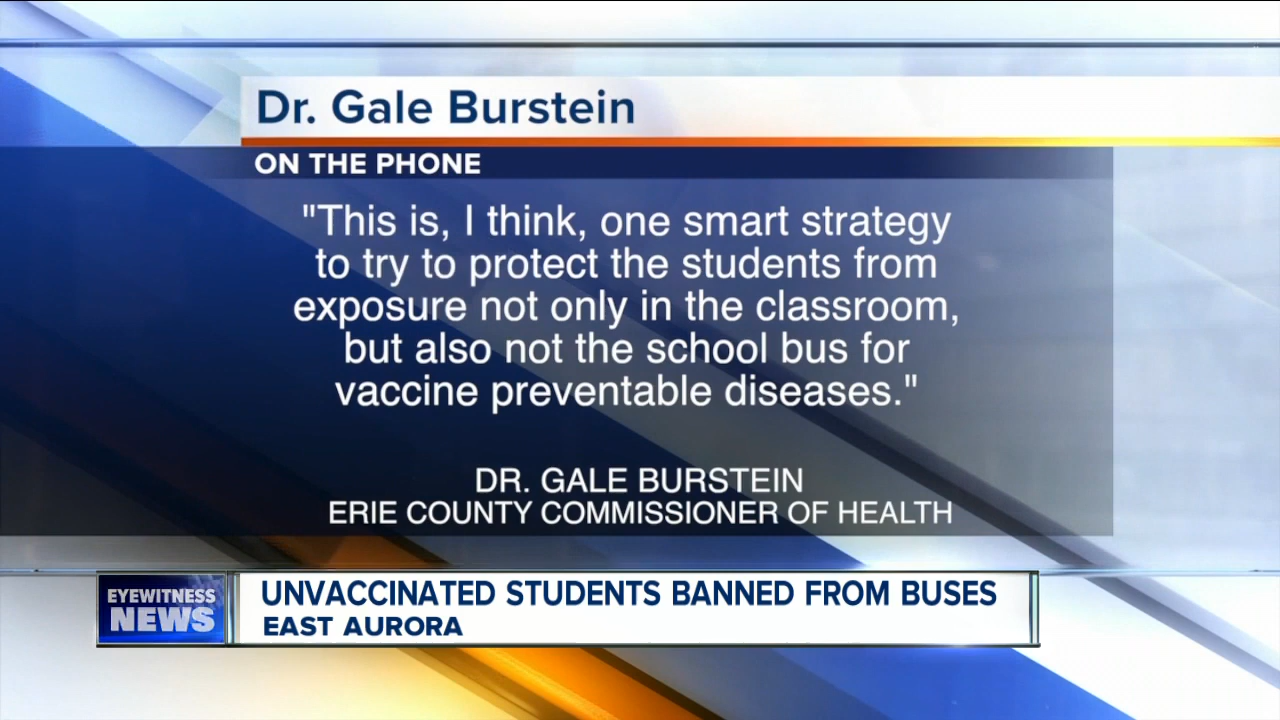 Dr. Gale Burstein
ON THE PHONE
"This is, I think, one smart strategy
to try to protect the students from
exposure not only in the classroom,
but also not the school bus for
vaccine preventable diseases."
DR. GALE BURSTEIN
ERIE COUNTY COMMISSIONER OF HEALTH
EYEWITNESS
NEWS
UNVACCINATED STUDENTS BANNED FROM BUSES
EAST AURORA